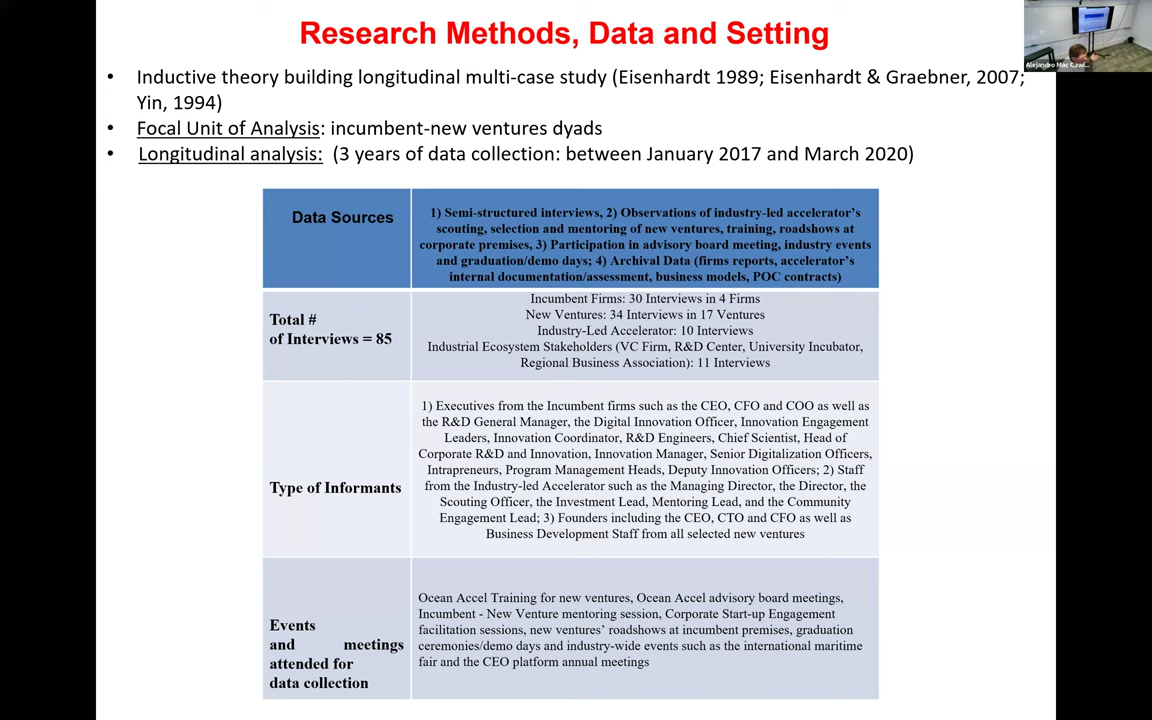 Research Methods, Data and Setting
• Inductive theory building longitudinal multi-case study (Eisenhardt 1989; Eisenhardt & Graebner, 2007;
Yin, 1994)
• Focal Unit of Analysis: incumbent-new ventures dyads
• Longitudinal analysis: (3 years of data collection: between January 2017 and March 2020)
Data Sources
1) Semi-structured interviews, 2) Observations of industry-led accelerator's
scouting, selection and mentoring of new ventures, training, roadshows at
corporate premises, 3) Participation in advisory board meeting, industry events
and graduation/demo days; 4) Archival Data (firms reports, accelerator's
internal documentation/assessment, business models, POC contracts)
Total #
of Interviews = 85
Incumbent Firms: 30 Interviews in 4 Firms
New Ventures: 34 Interviews in 17 Ventures
Industry-Led Accelerator: 10 Interviews
Industrial Ecosystem Stakeholders (VC Firm, R&D Center, University Incubator,
Regional Business Association): 11 Interviews
Type of Informants
1) Executives from the Incumbent firms such as the CEO, CFO and COO as well as
the R&D General Manager, the Digital Innovation Officer, Innovation Engagement
Leaders, Innovation Coordinator, R&D Engineers, Chief Scientist, Head of
Corporate R&D and Innovation, Innovation Manager, Senior Digitalization Officers,
Intrapreneurs, Program Management Heads, Deputy Innovation Officers; 2) Staff
from the Industry-led Accelerator such as the Managing Director, the Director, the
Scouting Officer, the Investment Lead, Mentoring Lead, and the Community
Engagement Lead; 3) Founders including the CEO, CTO and CFO as well as
Business Development Staff from all selected new ventures
Events
and meetings
attended for
data collection
Ocean Accel Training for new ventures, Ocean Accel advisory board meetings,
Incumbent - New Venture mentoring session, Corporate Start-up Engagement
facilitation sessions, new ventures' roadshows at incumbent premises, graduation
ceremonies/demo days and industry-wide events such as the international maritime
fair and the CEO platform annual meetings
Alejandro Mac Cawl...